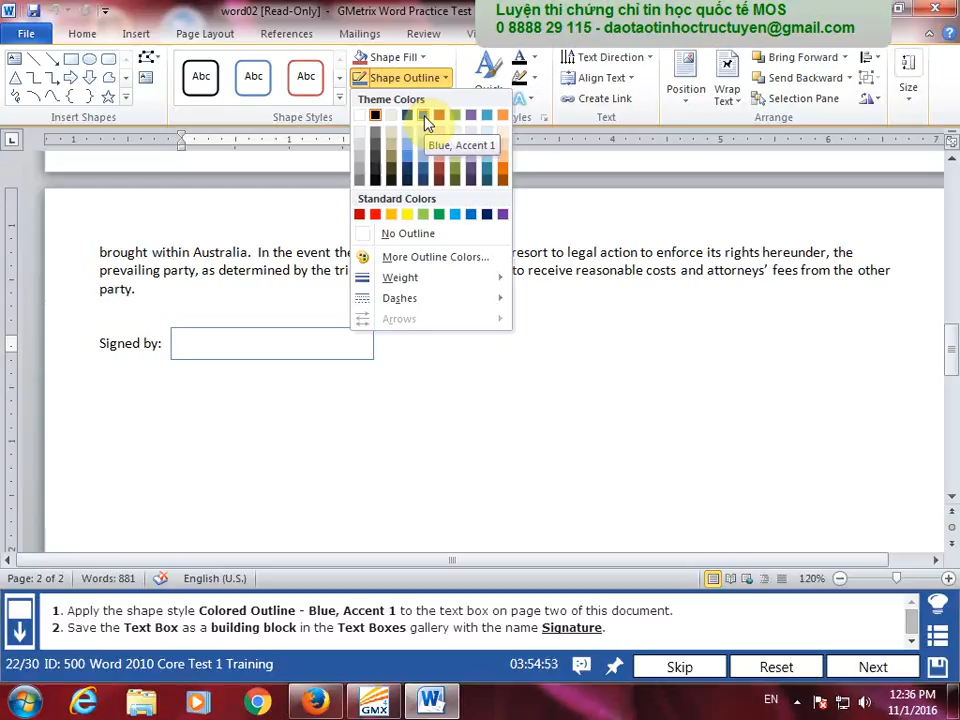 word02 [Read-Only] - GMetrix Word Practice Test
Luyện thi chứng chỉ tin học quốc tế MOS
0 8888 29 115 - daotaotinhoctructuyen@gmail.com
File Home Insert Page Layout References Mailings Review
Abc Abc Abc
Shape Fill
Shape Outline
Text Direction
Align Text
Create Link
Position
Wrap Text
Bring Forward
Send Backward
Selection Pane
Size
Insert Shapes Shape Styles Text Arrange
Theme Colors
Blue, Accent 1
Standard Colors
No Outline
More Outline Colors...
Weight
Dashes
Arrows
brought within Australia. In the event the
resort to legal action to enforce its rights hereunder, the
prevailing party, as determined by the tri
to receive reasonable costs and attorneys’ fees from the other
party.
Signed by:
Page: 2 of 2 Words: 881 English (U.S.) 120%
1. Apply the shape style Colored Outline - Blue, Accent 1 to the text box on page two of this document.
2. Save the Text Box as a building block in the Text Boxes gallery with the name Signature.
22/30 ID: 500 Word 2010 Core Test 1 Training 03:54:53 Skip Reset Next
EN 12:36 PM
11/1/2016